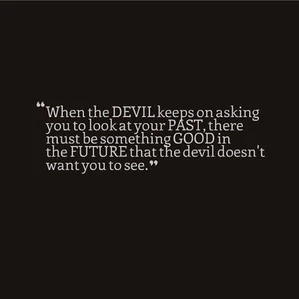 “When the DEVIL keeps on asking
you to look at your PAST, there
must be something GOOD in
the FUTURE that the devil doesn't
want you to see.”